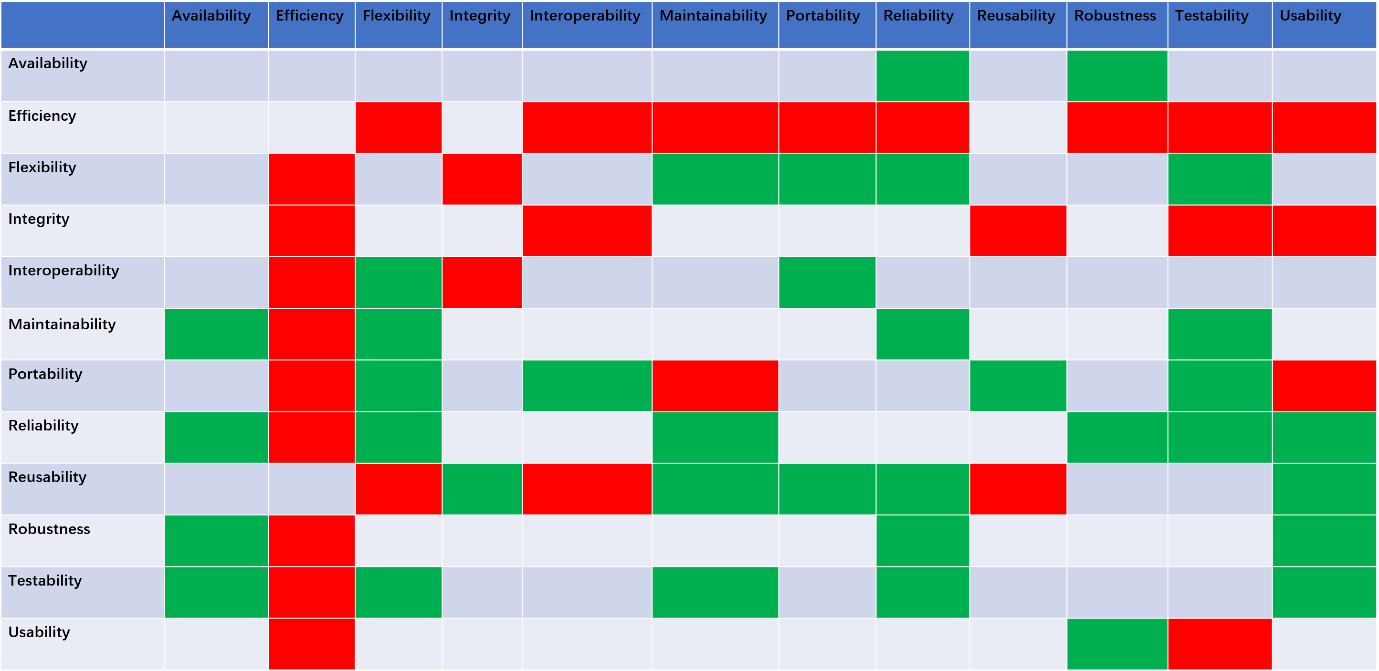 Availability Efficiency Flexibility Integrity Interoperability Maintainability Portability Reliability Reusability Robustness Testability Usability
Availability
Efficiency
Flexibility
Integrity
Interoperability
Maintainability
Portability
Reliability
Reusability
Robustness
Testability
Usability